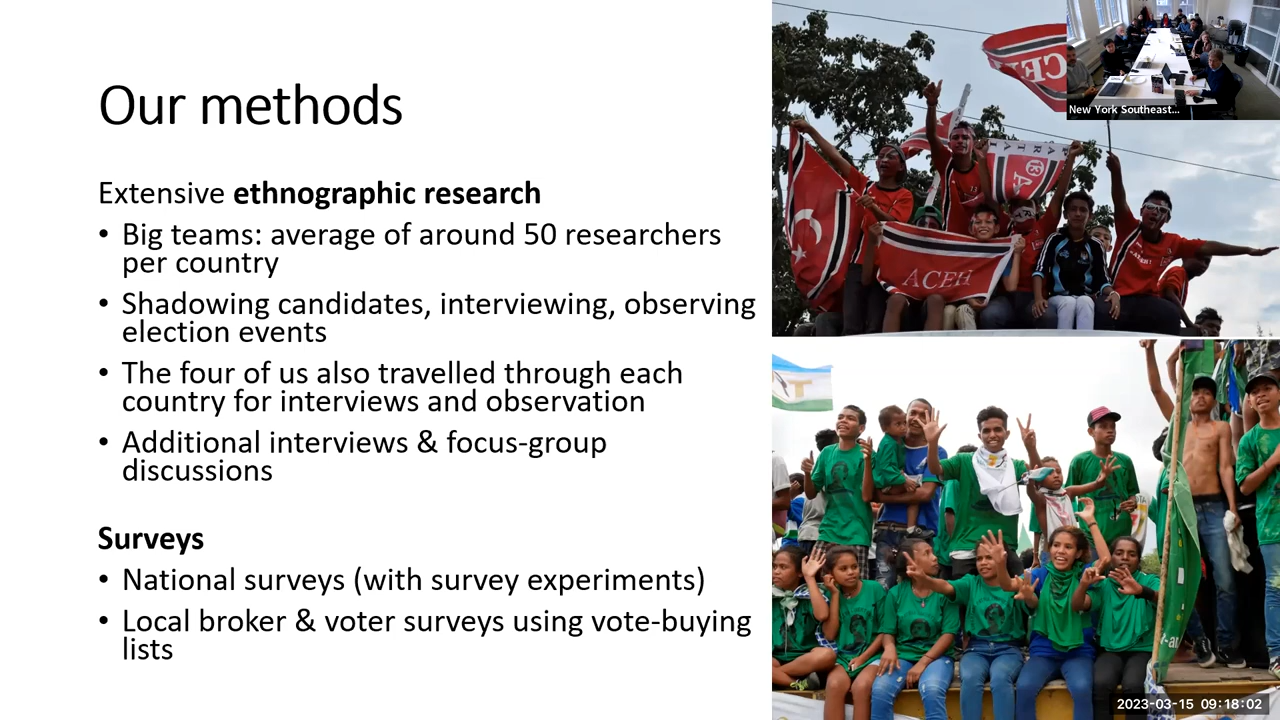 Our methods
Extensive ethnographic research
• Big teams: average of around 50 researchers
per country
• Shadowing candidates, interviewing, observing
election events
• The four of us also travelled through each
country for interviews and observation
• Additional interviews & focus-group
discussions
Surveys
• National surveys (with survey experiments)
• Local broker & voter surveys using vote-buying
lists
New York Southeast...
ACEH
2023-03-15 09:18:02